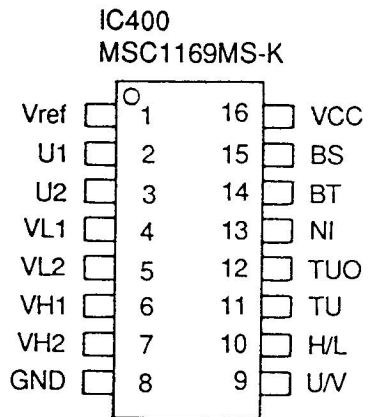 IC400
MSC1169MS-K
Vref 1 16 VCC
U1 2 15 BS
U2 3 14 BT
VL1 4 13 NI
VL2 5 12 TUO
VH1 6 11 TU
VH2 7 10 H/L
GND 8 9 U/V